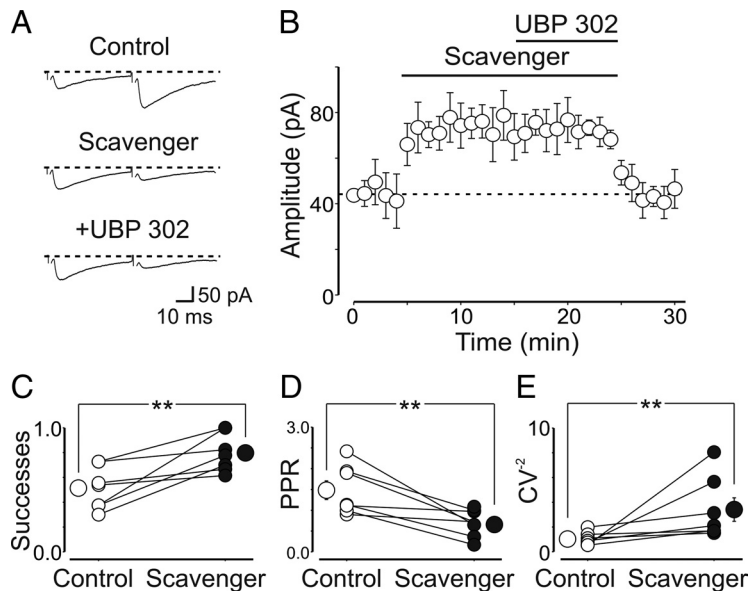 A
Control
Scavenger
+UBP 302
50 pA
10 ms
B
UBP 302
Scavenger
Amplitude (pA)
80
40
0
0 10 20 30
Time (min)
C
**
Successes
1.0
0.0
Control Scavenger
D
**
PPR
3.0
0.0
Control Scavenger
E
**
CV⁻²
10
0
Control Scavenger